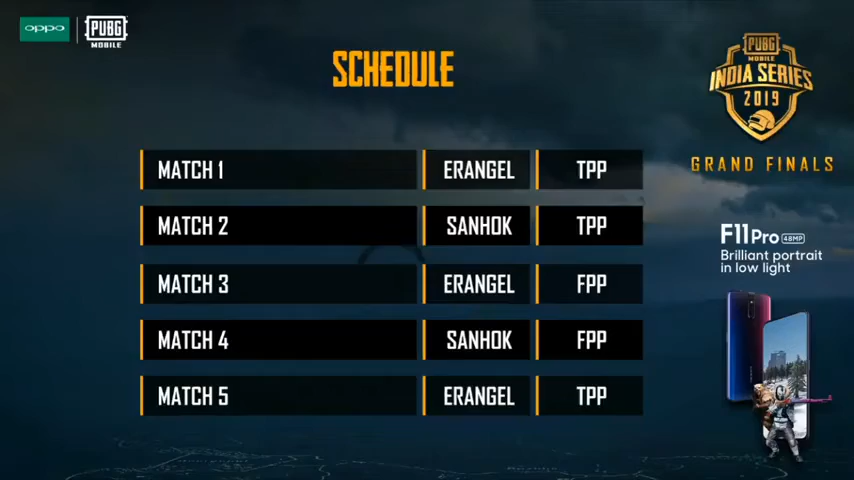 oppo
PUBG
MOBILE
SCHEDULE
PUBG
MOBILE
INDIA SERIES
2019
GRAND FINALS
MATCH 1 ERANGEL TPP
MATCH 2 SANHOK TPP
MATCH 3 ERANGEL FPP
MATCH 4 SANHOK FPP
MATCH 5 ERANGEL TPP
F11 Pro 48MP
Brilliant portrait
in low light